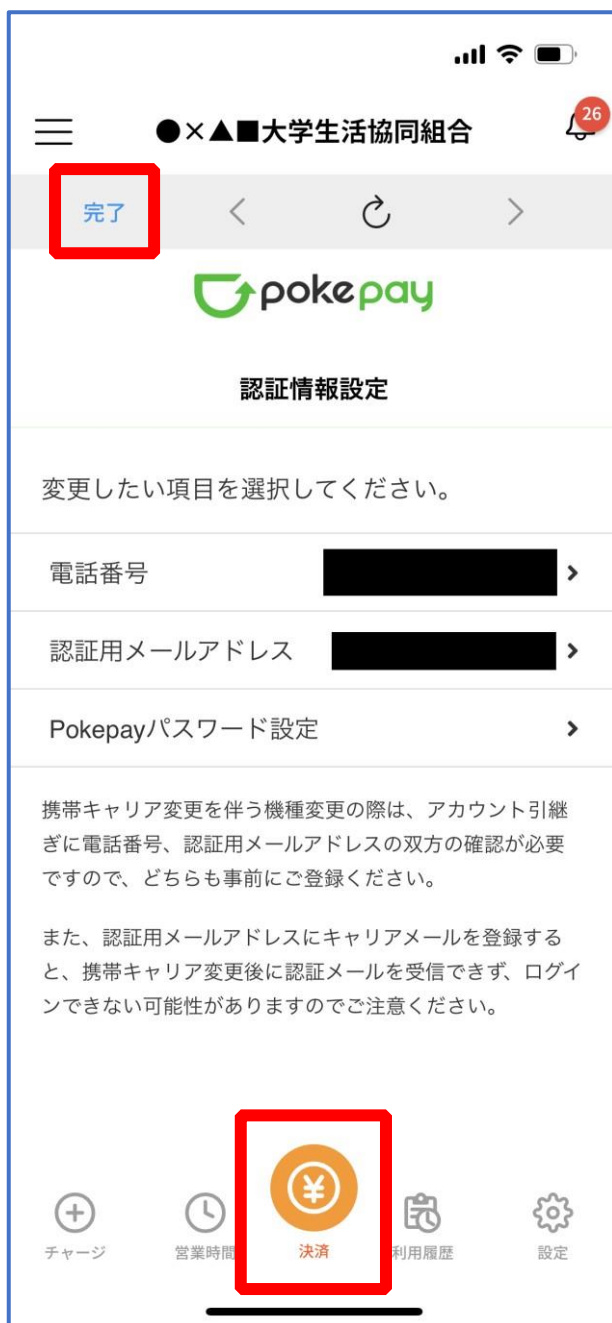 ●×▲■大学生活協同組合
26
完了
pokepay
認証情報設定
変更したい項目を選択してください。
電話番号
認証用メールアドレス
Pokepayパスワード設定
携帯キャリア変更を伴う機種変更の際は、アカウント引継
ぎに電話番号、認証用メールアドレスの双方の確認が必要
ですので、どちらも事前にご登録ください。
また、認証用メールアドレスにキャリアメールを登録する
と、携帯キャリア変更後に認証メールを受信できず、ログイ
ンできない可能性がありますのでご注意ください。
チャージ 営業時間 決済 利用履歴 設定